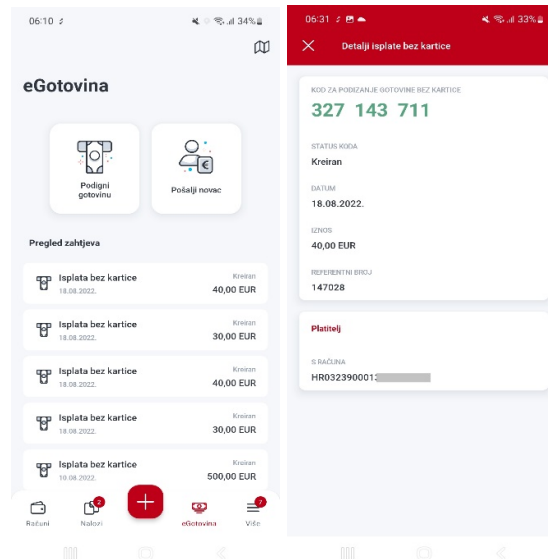 06:10
34%
eGotovina
Podigni
gotovinu
Pošalji novac
Pregled zahtjeva
Isplata bez kartice
Kreiran
18.08.2022.
40,00 EUR
Isplata bez kartice
Kreiran
18.08.2022.
30,00 EUR
Isplata bez kartice
Kreiran
18.08.2022.
40,00 EUR
Isplata bez kartice
Kreiran
18.08.2022.
30,00 EUR
Isplata bez kartice
Kreiran
10.08.2022.
500,00 EUR
€
2
2
Računi
Nalozi
eGotovina
Više
06:31
33%
Detalji isplate bez kartice
KOD ZA PODIZANJE GOTOVINE BEZ KARTICE
327 143 711
STATUS KODA
Kreiran
DATUM
18.08.2022.
IZNOS
40,00 EUR
REFERENTNI BROJ
147028
Platitelj
S RAČUNA